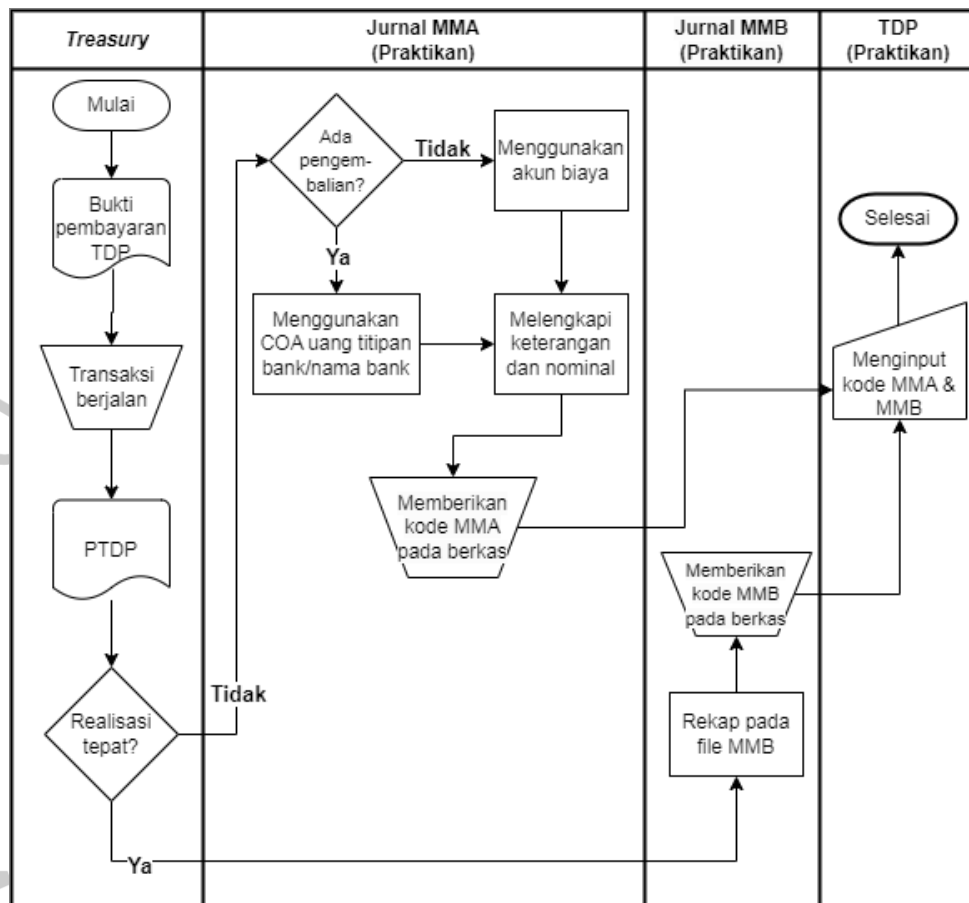 Treasury
Jurnal MMA
(Praktikan)
Jurnal MMB
(Praktikan)
TDP
(Praktikan)
Mulai
Bukti
pembayaran
TDP
Transaksi
berjalan
PTDP
Realisasi
tepat?
Tidak
Ya
Ada
pengem-
balian?
Tidak
Ya
Menggunakan
akun biaya
Menggunakan
COA uang titipan
bank/nama bank
Melengkapi
keterangan
dan nominal
Memberikan
kode MMA
pada berkas
Rekap pada
file MMB
Memberikan
kode MMB
pada berkas
Menginput
kode MMA &
MMB
Selesai